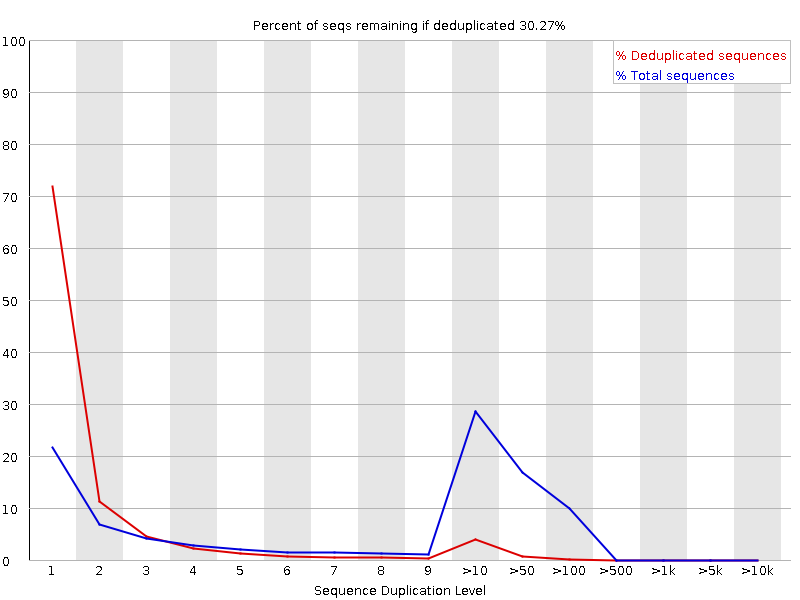 Percent of seqs remaining if deduplicated 30.27%
% Deduplicated sequences
% Total sequences
100
90
80
70
60
50
40
30
20
10
0
1 2 3 4 5 6 7 8 9 >10 >50 >100 >500 >1k >5k >10k
Sequence Duplication Level